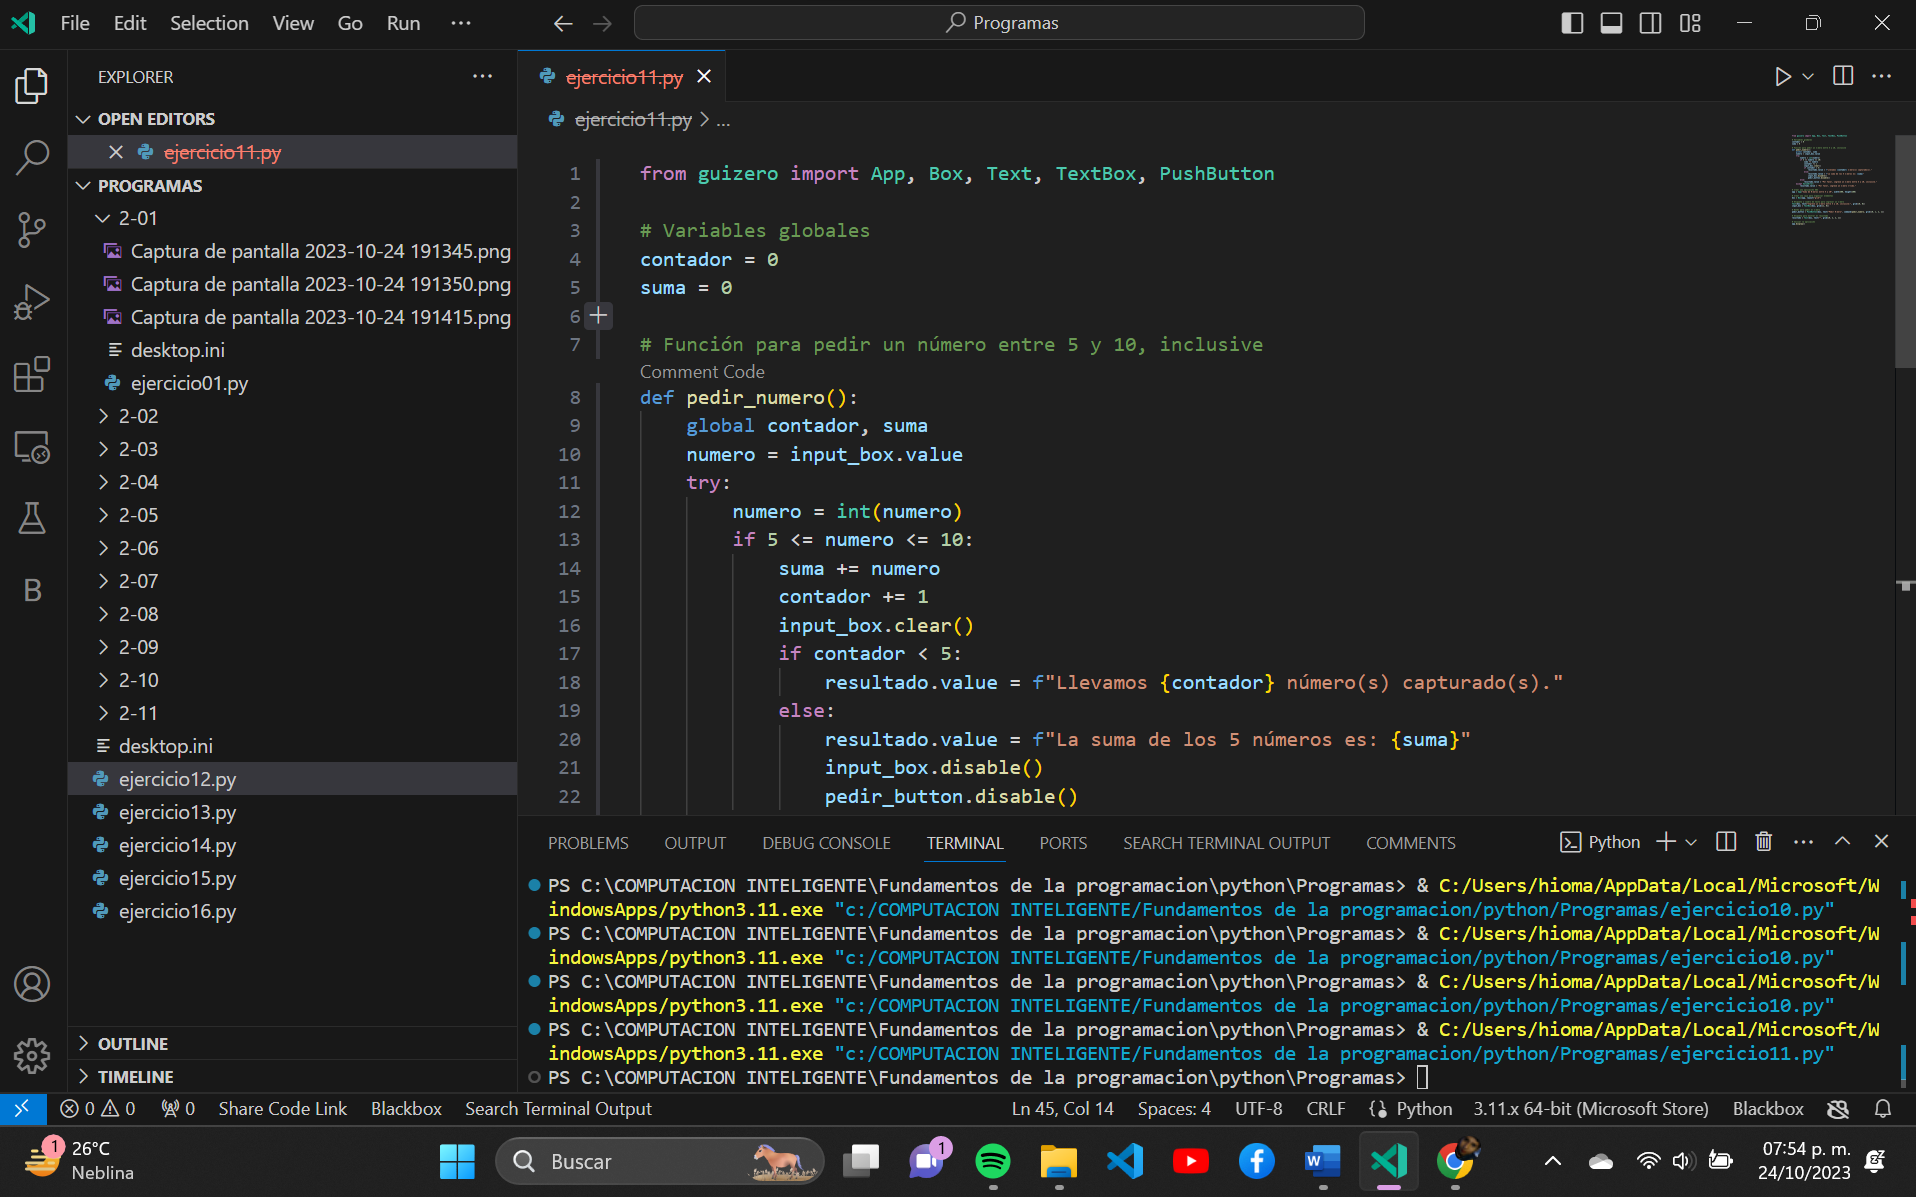 File Edit Selection View Go Run ...
Programas
EXPLORER
OPEN EDITORS
ejercicio11.py
PROGRAMAS
2-01
Captura de pantalla 2023-10-24 191345.png
Captura de pantalla 2023-10-24 191350.png
Captura de pantalla 2023-10-24 191415.png
desktop.ini
ejercicio01.py
2-02
2-03
2-04
2-05
2-06
2-07
2-08
2-09
2-10
2-11
desktop.ini
ejercicio12.py
ejercicio13.py
ejercicio14.py
ejercicio15.py
ejercicio16.py
OUTLINE
TIMELINE
B
ejercicio11.py
ejercicio11.py > ...
1 from guizero import App, Box, Text, TextBox, PushButton
2
3 # Variables globales
4 contador = 0
5 suma = 0
6
7 # Función para pedir un número entre 5 y 10, inclusive
Comment Code
8 def pedir_numero():
9 global contador, suma
10 numero = input_box.value
11 try:
12 numero = int(numero)
13 if 5 <= numero <= 10:
14 suma += numero
15 contador += 1
16 input_box.clear()
17 if contador < 5:
18 resultado.value = f"Llevamos {contador} número(s) capturado(s)."
19 else:
20 resultado.value = f"La suma de los 5 números es: {suma}"
21 input_box.disable()
22 pedir_button.disable()
PROBLEMS OUTPUT DEBUG CONSOLE TERMINAL PORTS SEARCH TERMINAL OUTPUT COMMENTS Python
PS C:\COMPUTACION INTELIGENTE\Fundamentos de la programacion\python\Programas> & C:/Users/hioma/AppData/Local/Microsoft/W
indowsApps/python3.11.exe "c:/COMPUTACION INTELIGENTE/Fundamentos de la programacion/python/Programas/ejercicio10.py"
PS C:\COMPUTACION INTELIGENTE\Fundamentos de la programacion\python\Programas> & C:/Users/hioma/AppData/Local/Microsoft/W
indowsApps/python3.11.exe "c:/COMPUTACION INTELIGENTE/Fundamentos de la programacion/python/Programas/ejercicio10.py"
PS C:\COMPUTACION INTELIGENTE\Fundamentos de la programacion\python\Programas> & C:/Users/hioma/AppData/Local/Microsoft/W
indowsApps/python3.11.exe "c:/COMPUTACION INTELIGENTE/Fundamentos de la programacion/python/Programas/ejercicio10.py"
PS C:\COMPUTACION INTELIGENTE\Fundamentos de la programacion\python\Programas> & C:/Users/hioma/AppData/Local/Microsoft/W
indowsApps/python3.11.exe "c:/COMPUTACION INTELIGENTE/Fundamentos de la programacion/python/Programas/ejercicio11.py"
PS C:\COMPUTACION INTELIGENTE\Fundamentos de la programacion\python\Programas>
0 0 0 Share Code Link Blackbox Search Terminal Output Ln 45, Col 14 Spaces: 4 UTF-8 CRLF Python 3.11.x 64-bit (Microsoft Store) Blackbox
1
26°C
Neblina
Buscar
1
W
07:54 p. m.
24/10/2023